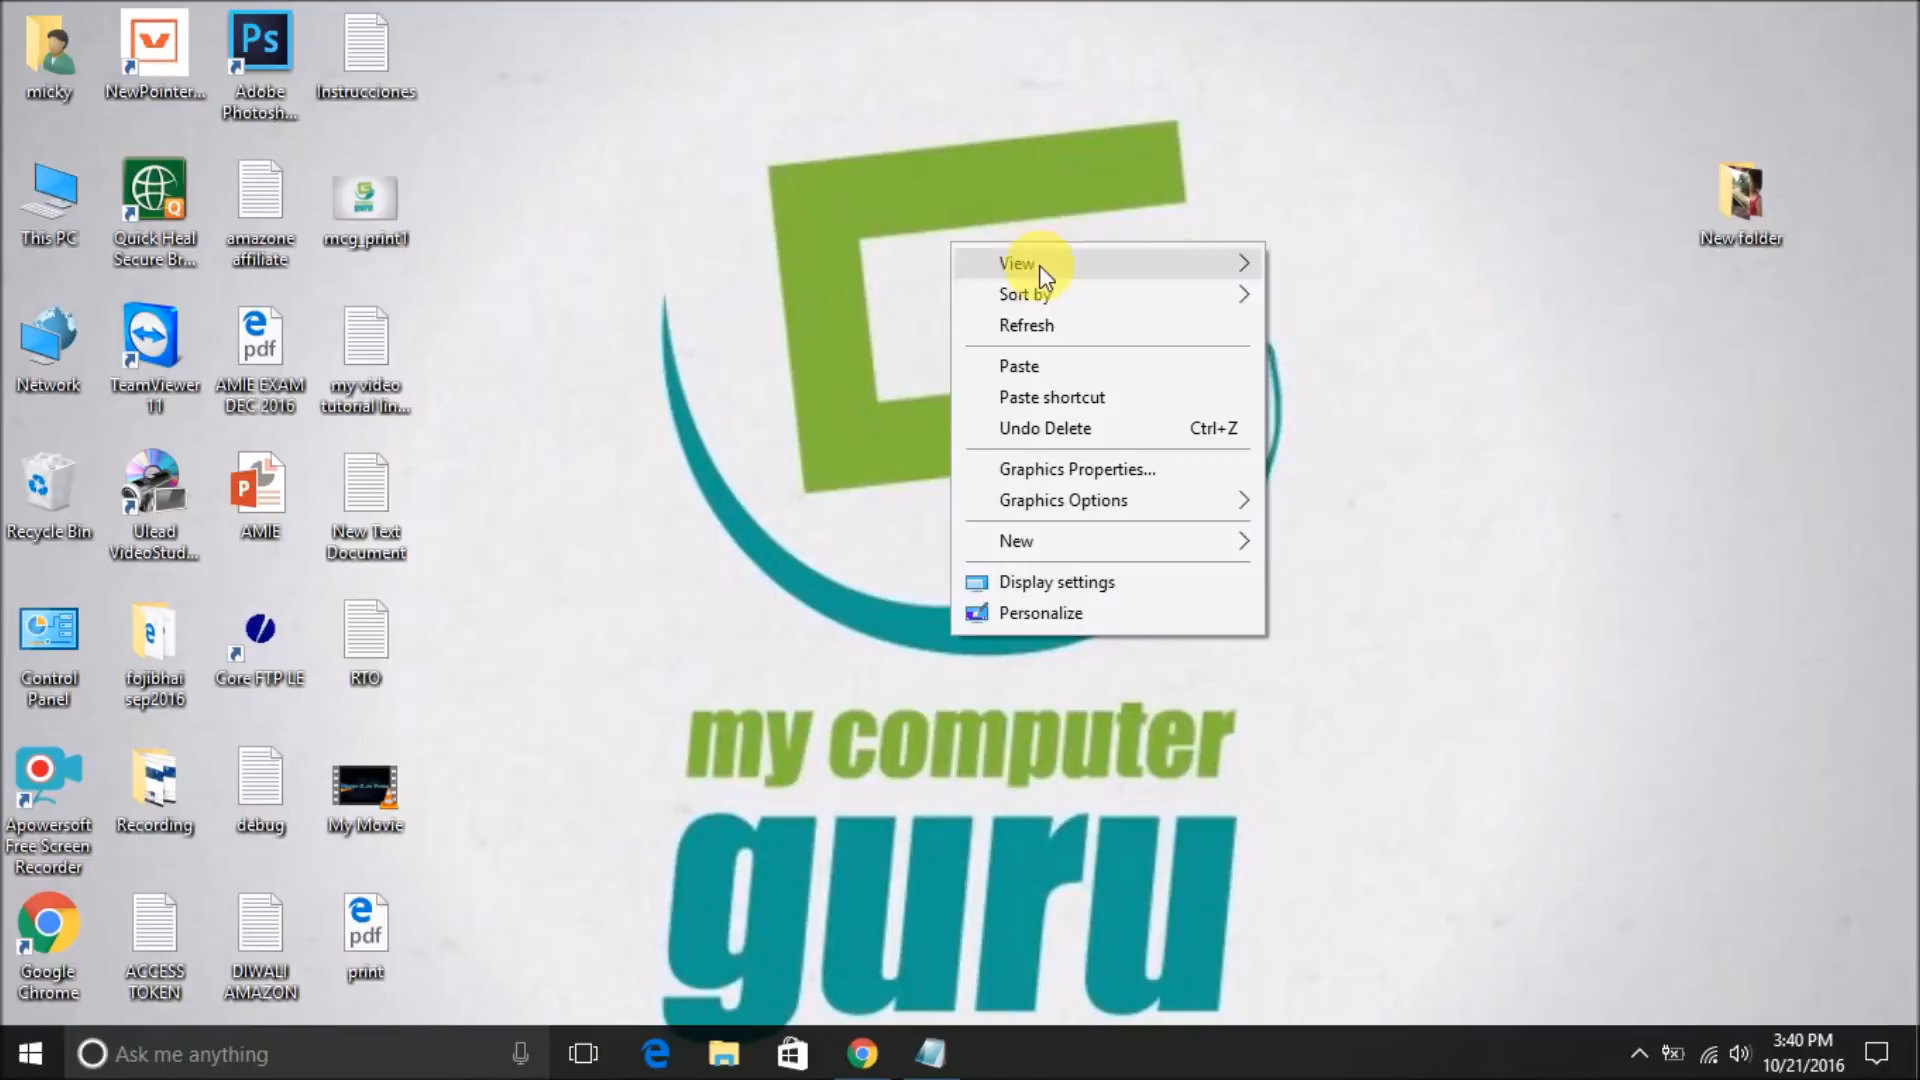 micky
NewPointer...
Ps
Adobe
Photosh...
Instrucciones
This PC
Q
Quick Heal
Secure Br...
amazone
affiliate
G
guru
mcg_print1
New folder
Network
TeamViewer
11
pdf
AMIE EXAM
DEC 2016
my video
tutorial lin...
Recycle Bin
Ulead
VideoStud...
P
AMIE
New Text
Document
Control
Panel
fojibhai
sep2016
Core FTP LE
RTO
Apowersoft
Free Screen
Recorder
Recording
debug
My Movie
Google
Chrome
ACCESS
TOKEN
DIWALI
AMAZON
pdf
print
View
Sort by
Refresh
Paste
Paste shortcut
Undo Delete Ctrl+Z
Graphics Properties...
Graphics Options
New
Display settings
Personalize
my computer
guru
Ask me anything
3:40 PM
10/21/2016